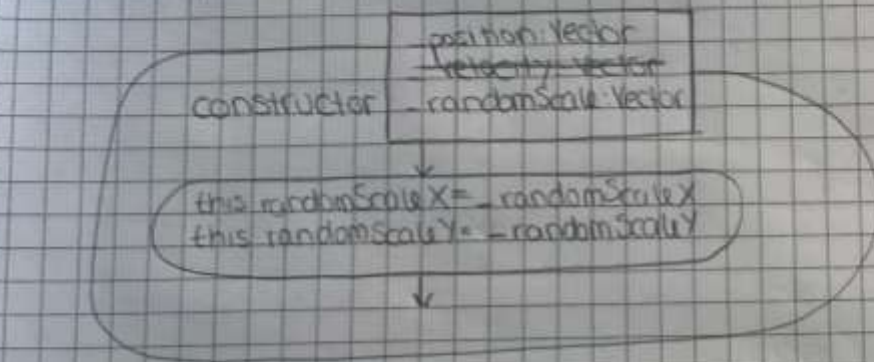 _position: Vector
_velocity: Vector
constructor _randomScale: Vector
this.randomScaleX = _randomScaleX
this.randomScaleY = _randomScaleY